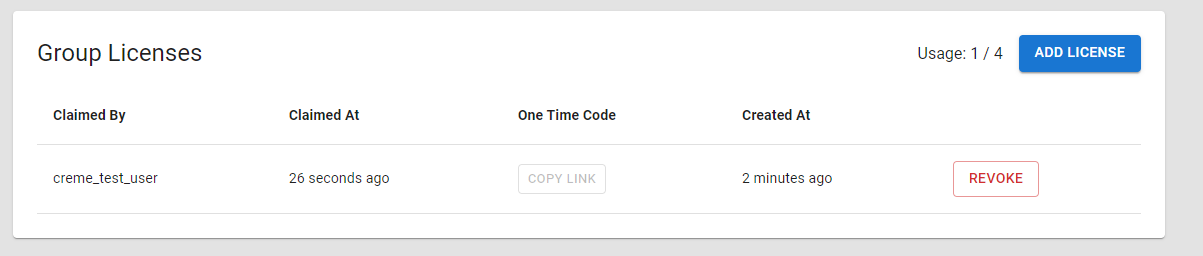 Group Licenses
Usage: 1 / 4
ADD LICENSE
Claimed By
Claimed At
One Time Code
Created At
creme_test_user
26 seconds ago
COPY LINK
2 minutes ago
REVOKE